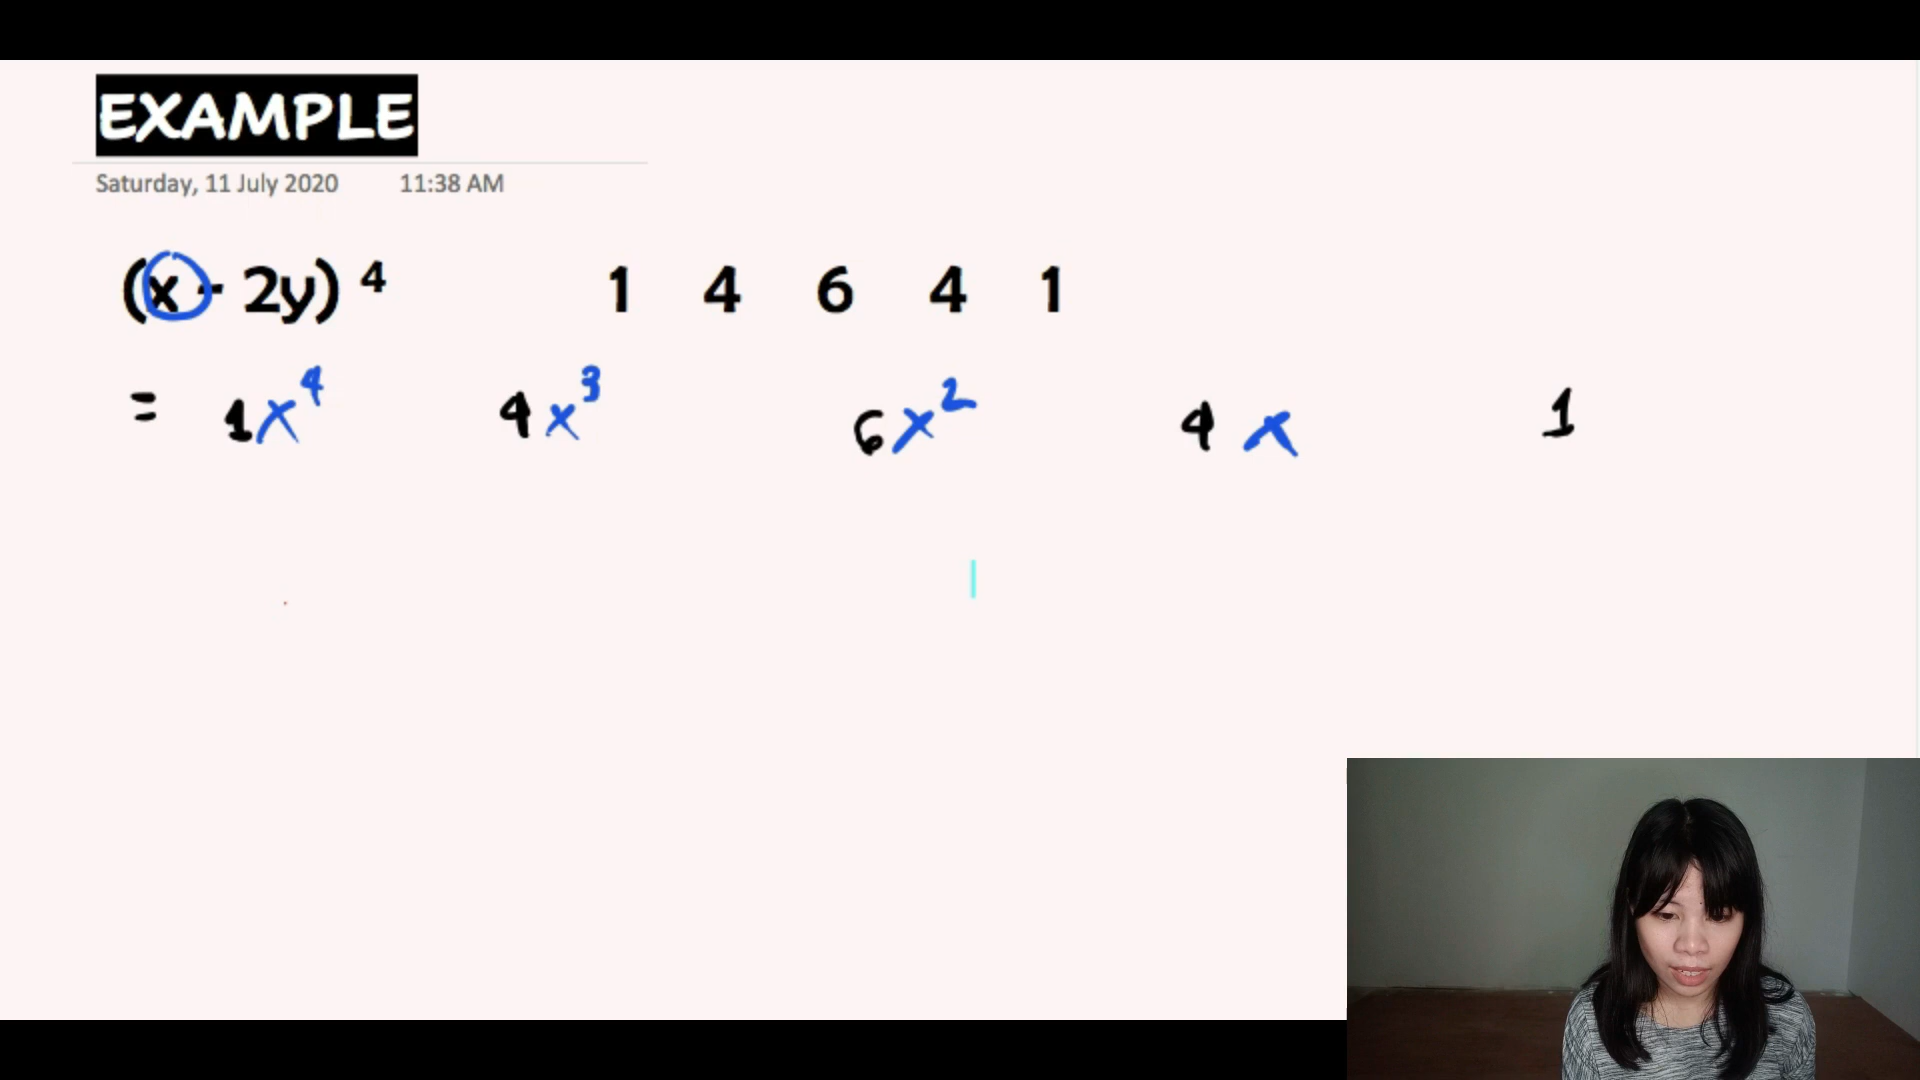 EXAMPLE
Saturday, 11 July 2020 11:38 AM
(x - 2y) ⁴ 1 4 6 4 1
= 1x⁴ 4x³ 6x² 4x 1